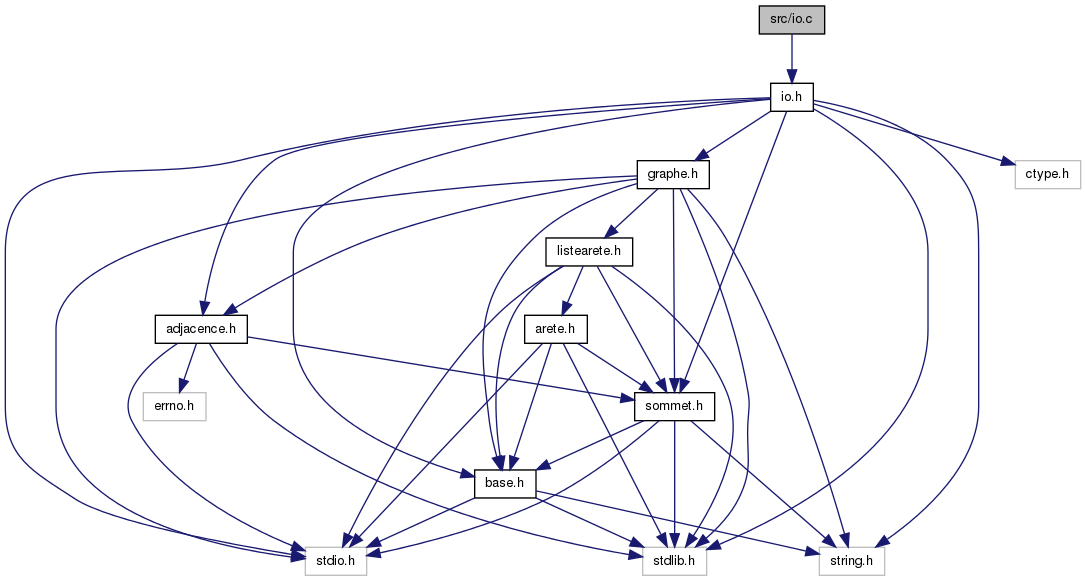 src/io.c
io.h
graphe.h
ctype.h
listearete.h
adjacence.h
arete.h
errno.h
sommet.h
base.h
stdio.h
stdlib.h
string.h